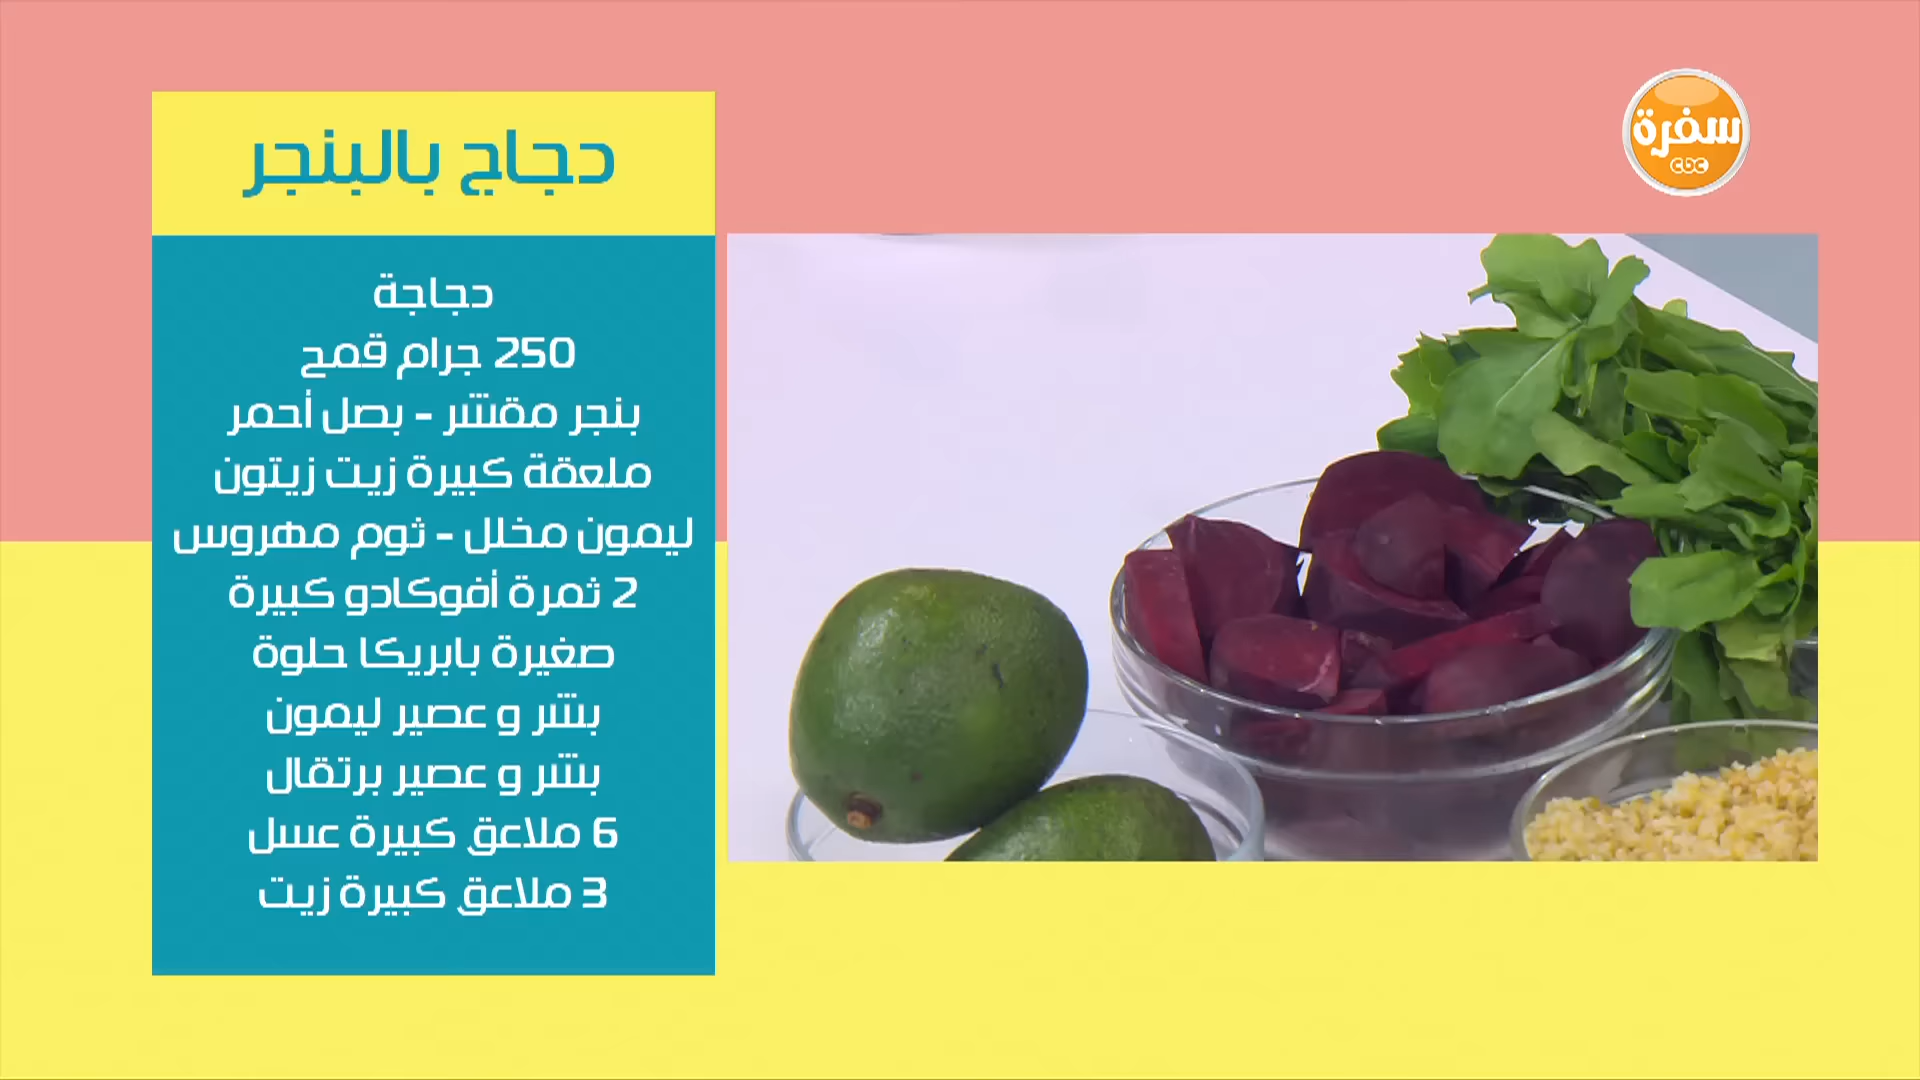 سفرة
cbc
دجاج بالبنجر
دجاجة
250 جرام قمح
بنجر مقشر - بصل أحمر
ملعقة كبيرة زيت زيتون
ليمون مخلل - ثوم مهروس
2 ثمرة أفوكادو كبيرة
صغيرة بابريكا حلوة
بشر و عصير ليمون
بشر و عصير برتقال
6 ملاعق كبيرة عسل
3 ملاعق كبيرة زيت